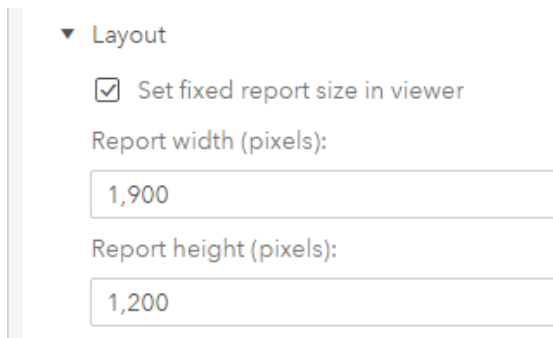 Layout
Set fixed report size in viewer
Report width (pixels):
1,900
Report height (pixels):
1,200